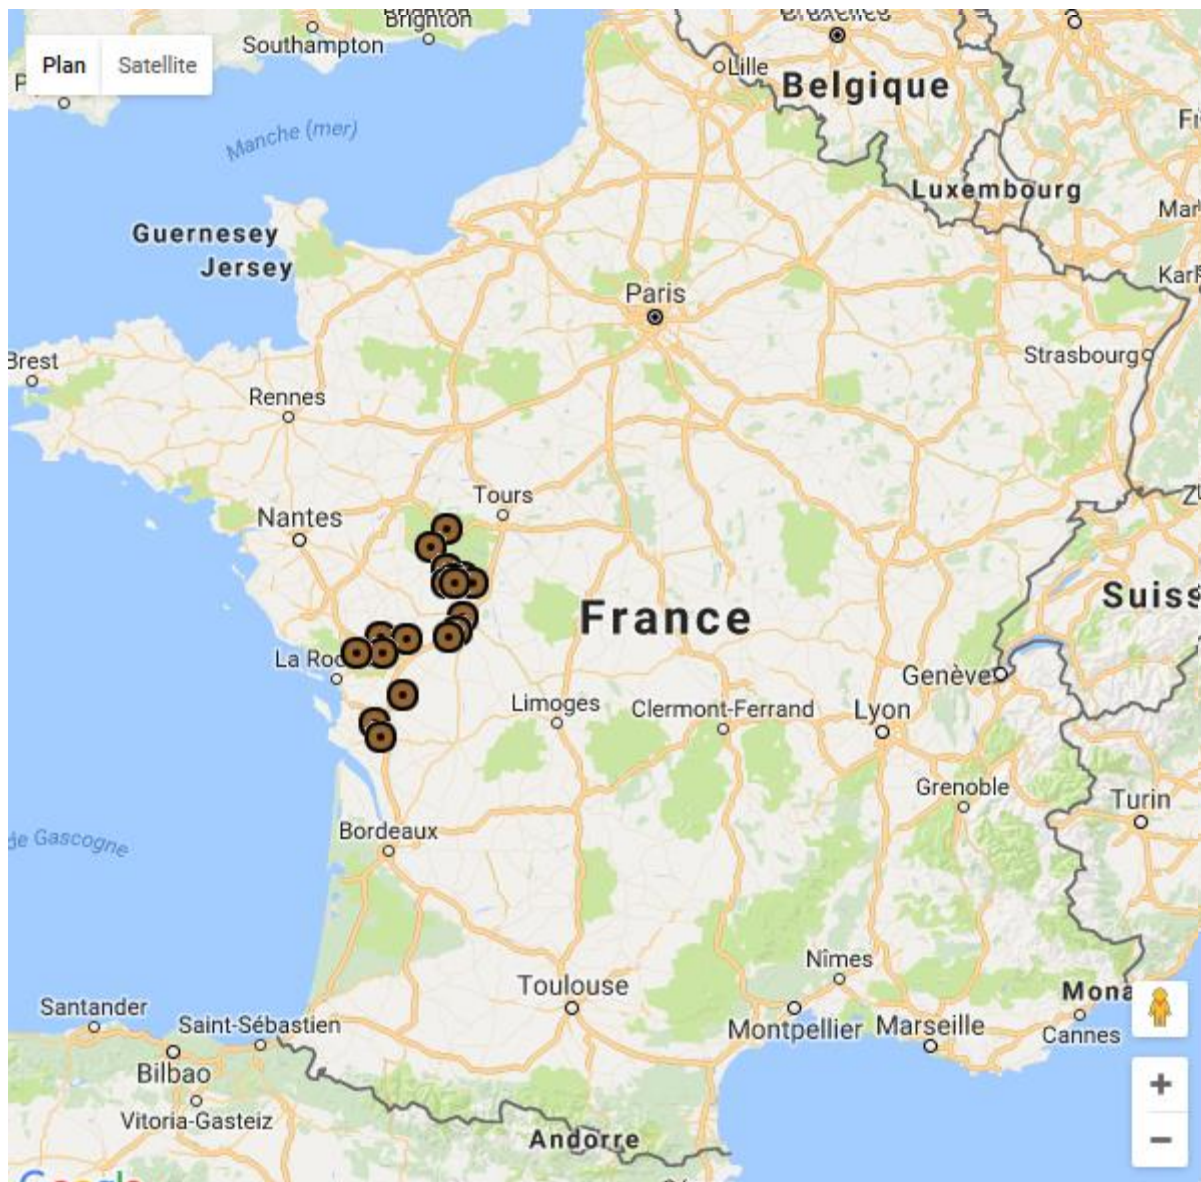 Brighton
Southampton
Plan
Satellite
Manche (mer)
Bruxelles
Lille
Belgique
Luxembourg
Guernesey
Jersey
Paris
Brest
Strasbourg
Rennes
Tours
Nantes
France
Genève
Limoges
Clermont-Ferrand
Lyon
Grenoble
Turin
de Gascogne
Bordeaux
Nîmes
Toulouse
Santander
Saint-Sébastien
Montpellier
Marseille
Cannes
Bilbao
Vitoria-Gasteiz
Andorre
+
−